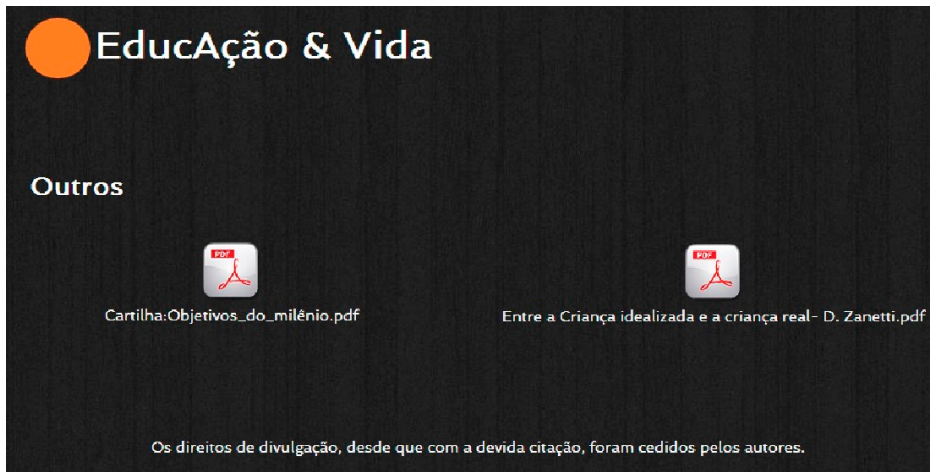 EducAção & Vida
Outros
PDF
PDF
Cartilha:Objetivos_do_milênio.pdf
Entre a Criança idealizada e a criança real- D. Zanetti.pdf
Os direitos de divulgação, desde que com a devida citação, foram cedidos pelos autores.